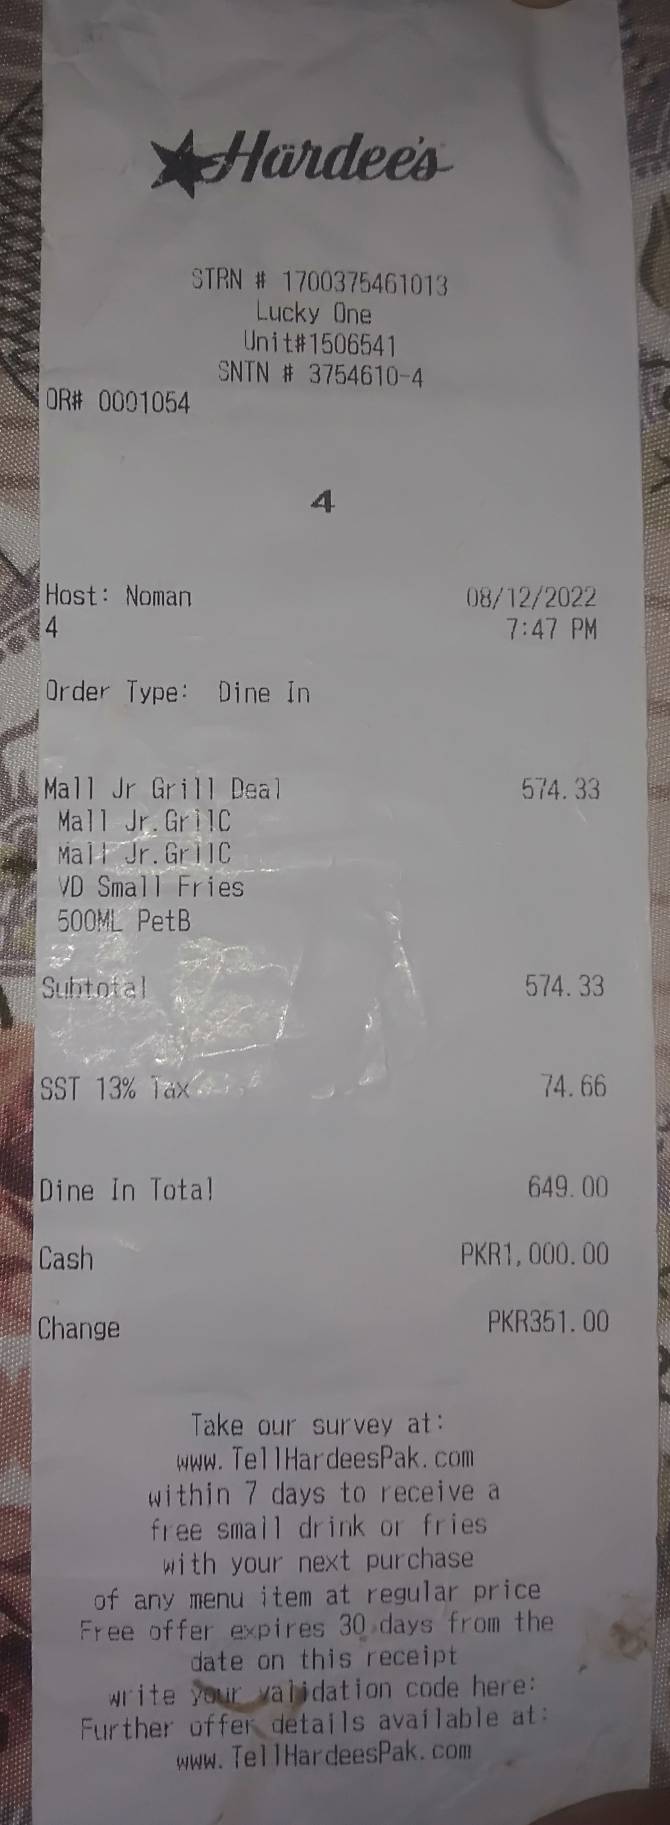 Hardee's
STRN # 1700375461013
Lucky One
Unit#1506541
SNTN # 3754610-4
OR# 0001054
4
Host: Noman 08/12/2022
4 7:47 PM
Order Type: Dine In
Mall Jr Grill Deal 574.33
Mall Jr.GrllC
Mall Jr.GrllC
VD Small Fries
500ML PetB
Subtotal 574.33
SST 13% Tax 74.66
Dine In Total 649.00
Cash PKR1,000.00
Change PKR351.00
Take our survey at:
www.TellHardeesPak.com
within 7 days to receive a
free small drink or fries
with your next purchase
of any menu item at regular price
Free offer expires 30 days from the
date on this receipt
write your validation code here:
Further offer details available at:
www.TellHardeesPak.com